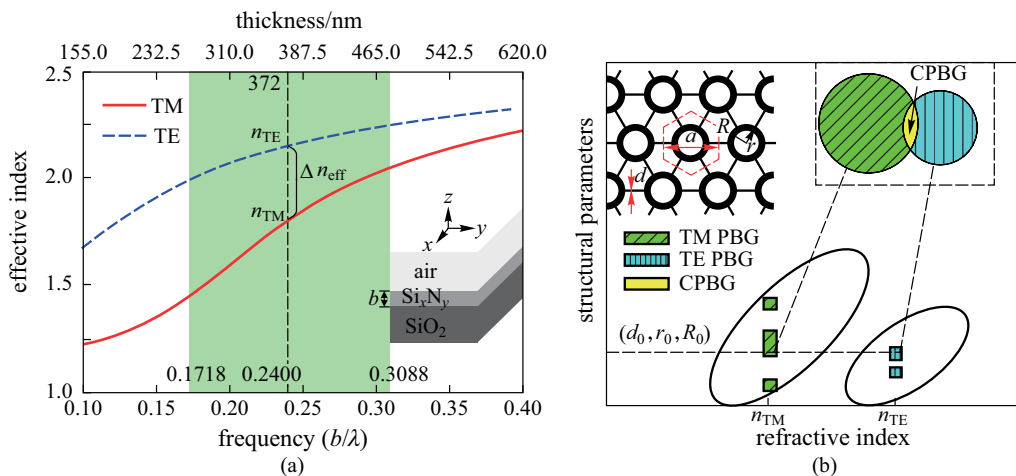 thickness/nm
155.0 232.5 310.0 387.5 465.0 542.5 620.0
2.5
2.0
1.5
1.0
effective index
TM
TE
372
n_TE
Δ n_eff
n_TM
z
y
x
air
b
Si_xN_y
SiO_2
0.1718 0.2400 0.3088
0.10 0.15 0.20 0.25 0.30 0.35 0.40
frequency (b/λ)
(a)
structural parameters
R
a
r
d
CPBG
TM PBG
TE PBG
CPBG
(d_0, r_0, R_0)
n_TM n_TE
refractive index
(b)